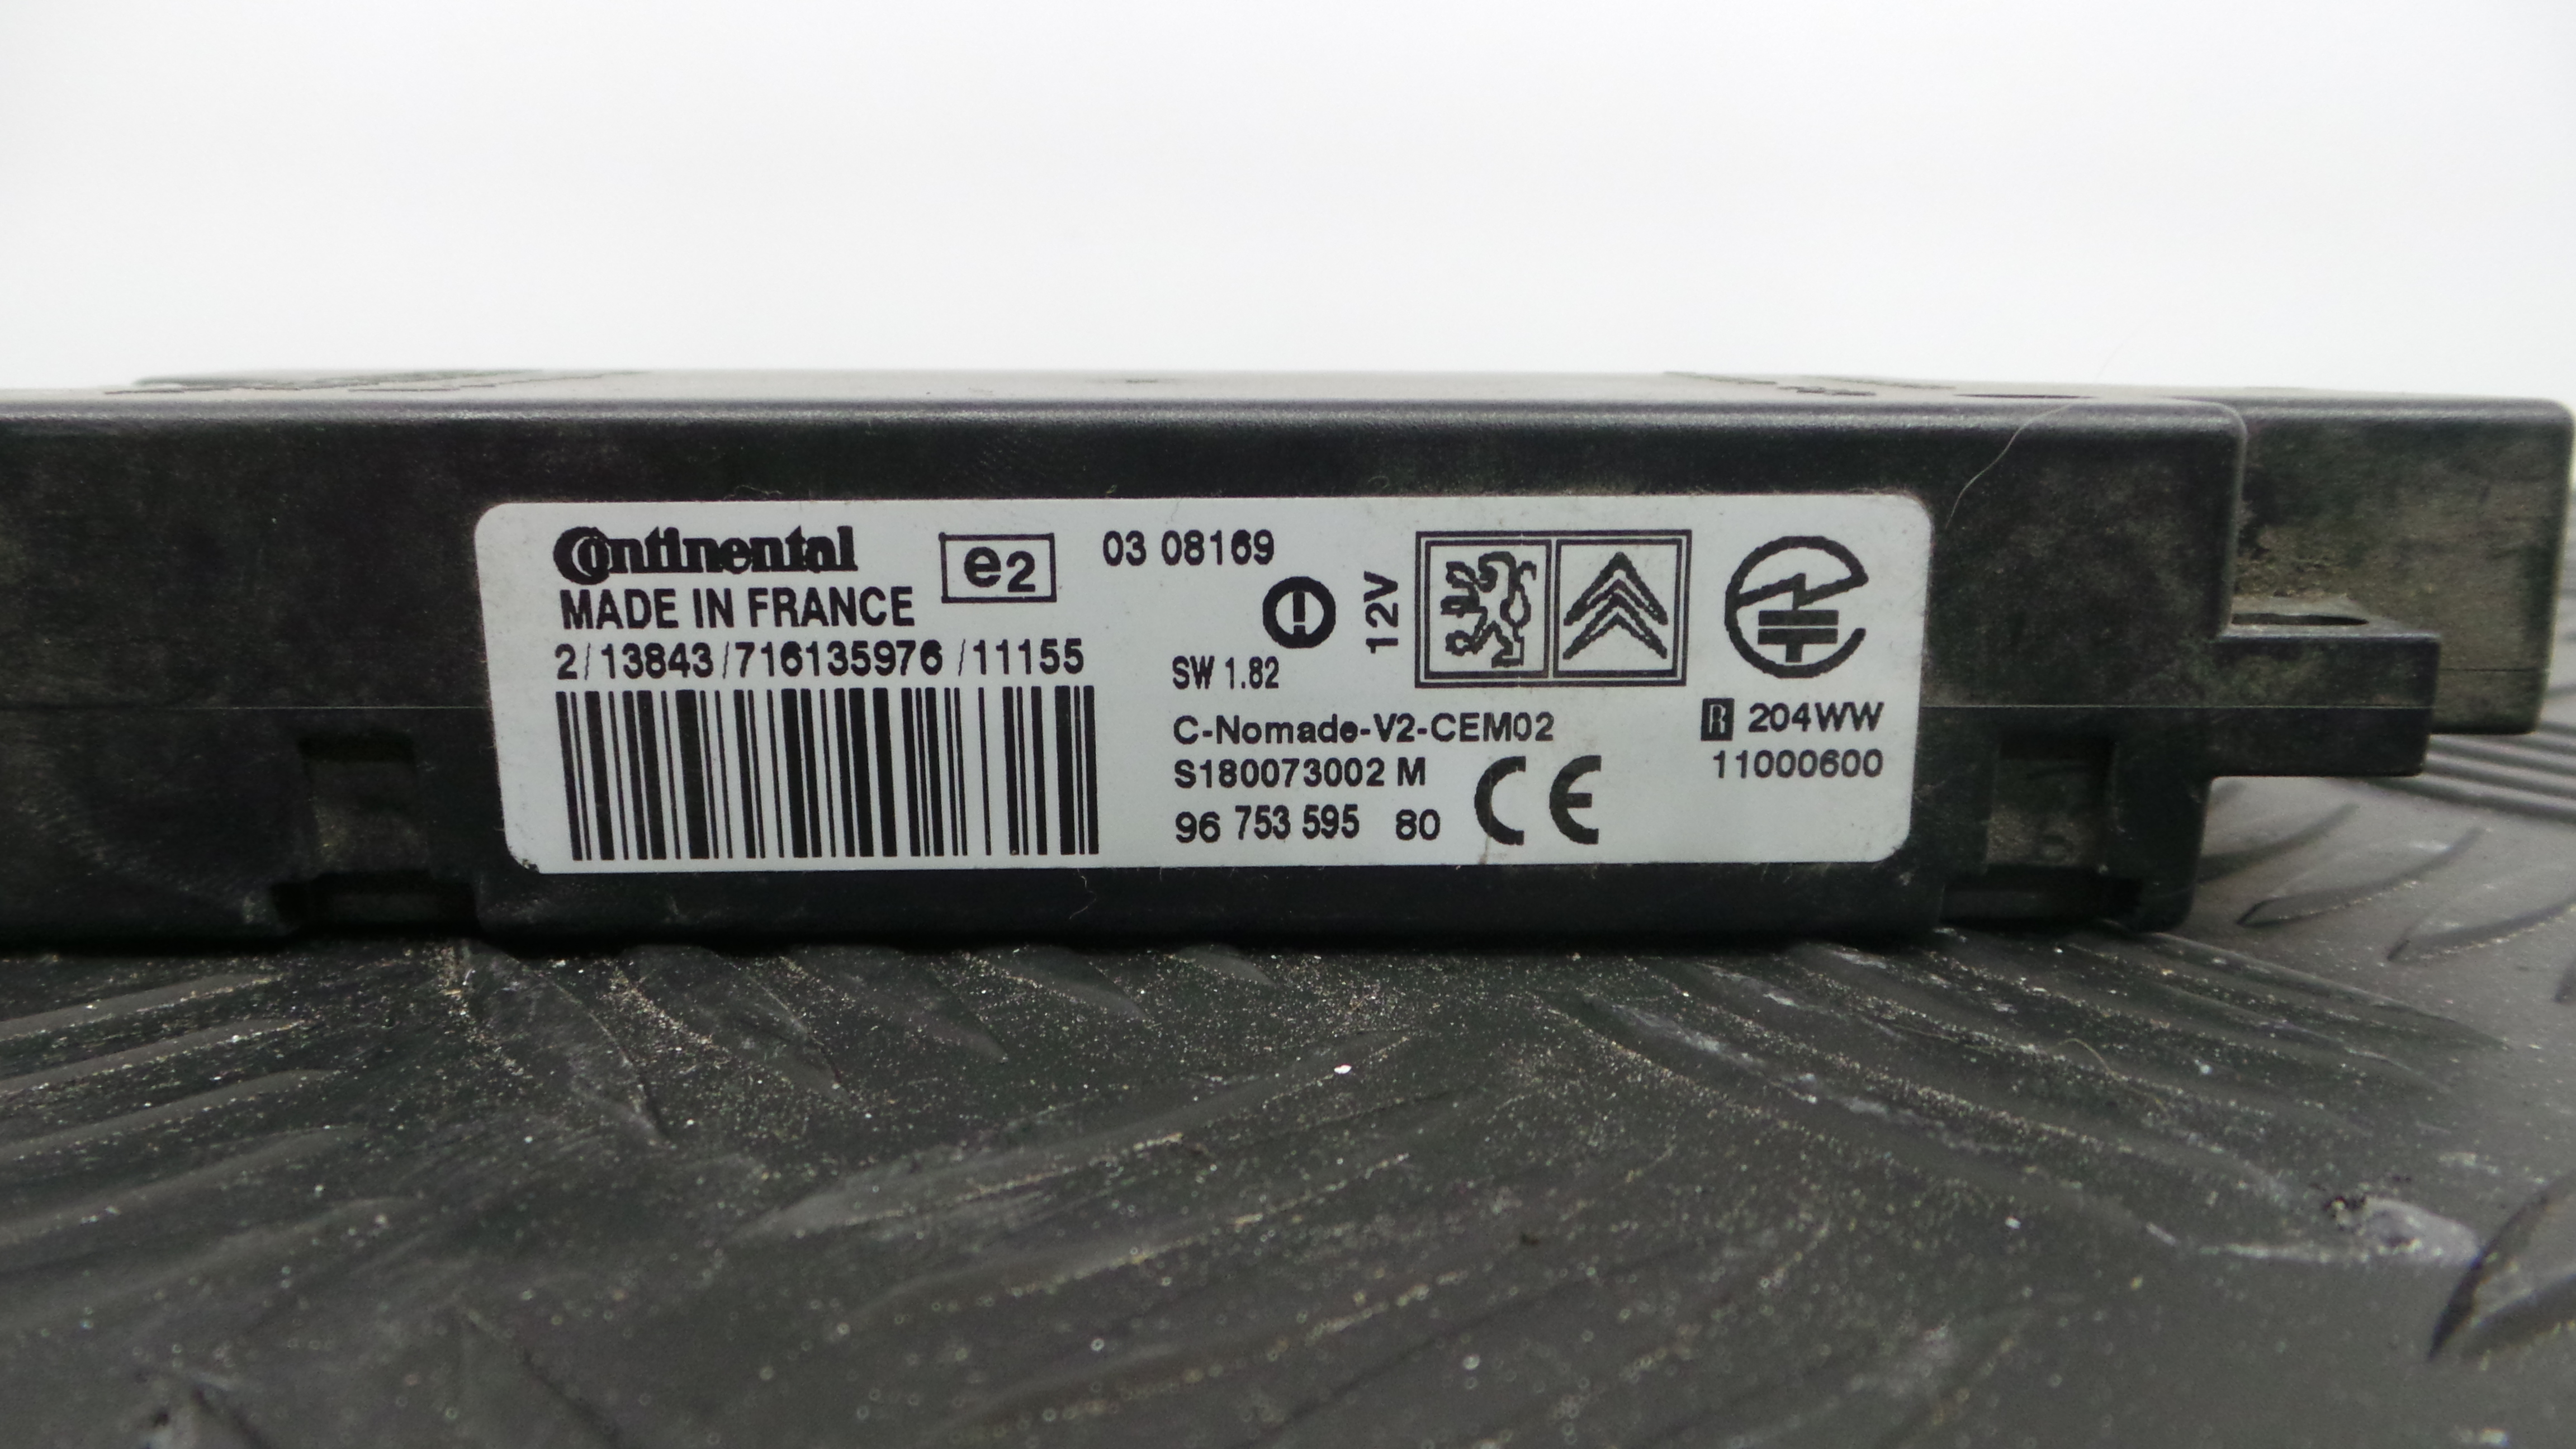 Continental
MADE IN FRANCE
e2
03 08169
2/13843/716135976 /11155
12V
SW 1.82
C-Nomade-V2-CEM02
S180073002 M
96 753 595 80
CE
R 204WW
11000600